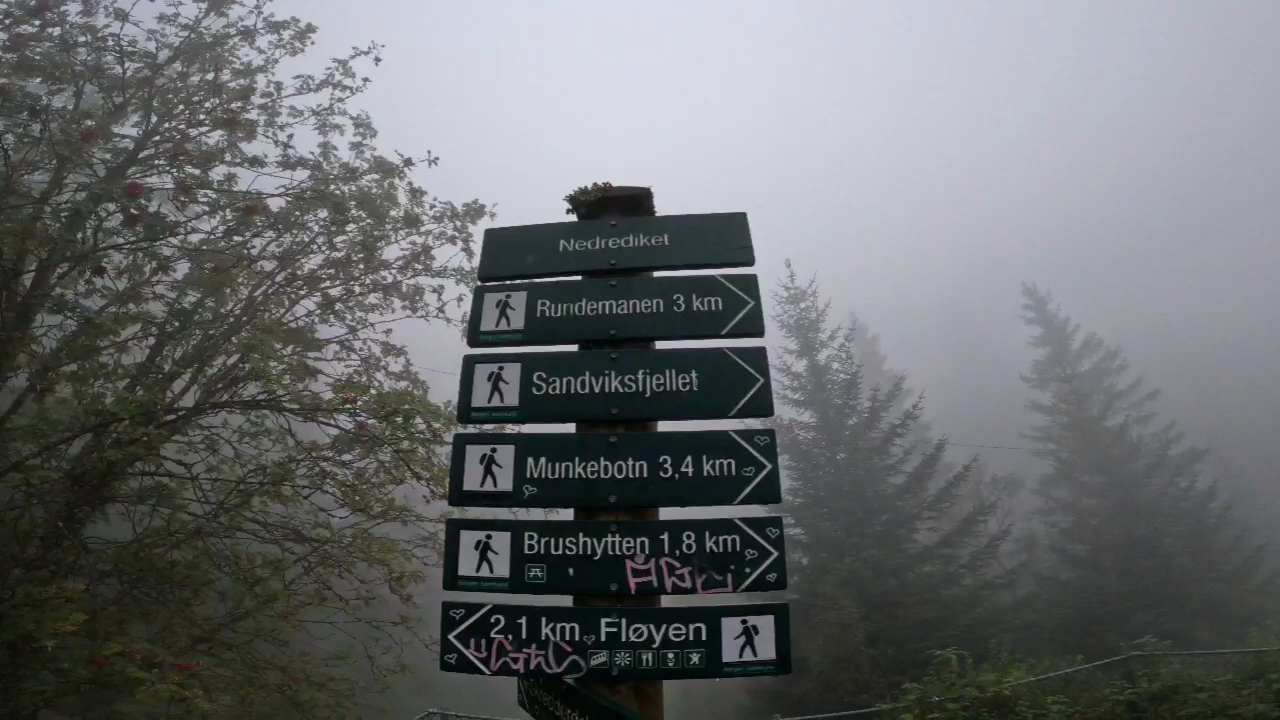 Nedrediket
Rundemanen 3 km
Sandviksfjellet
Munkebotn 3,4 km
Brushytten 1,8 km
2,1 km Fløyen